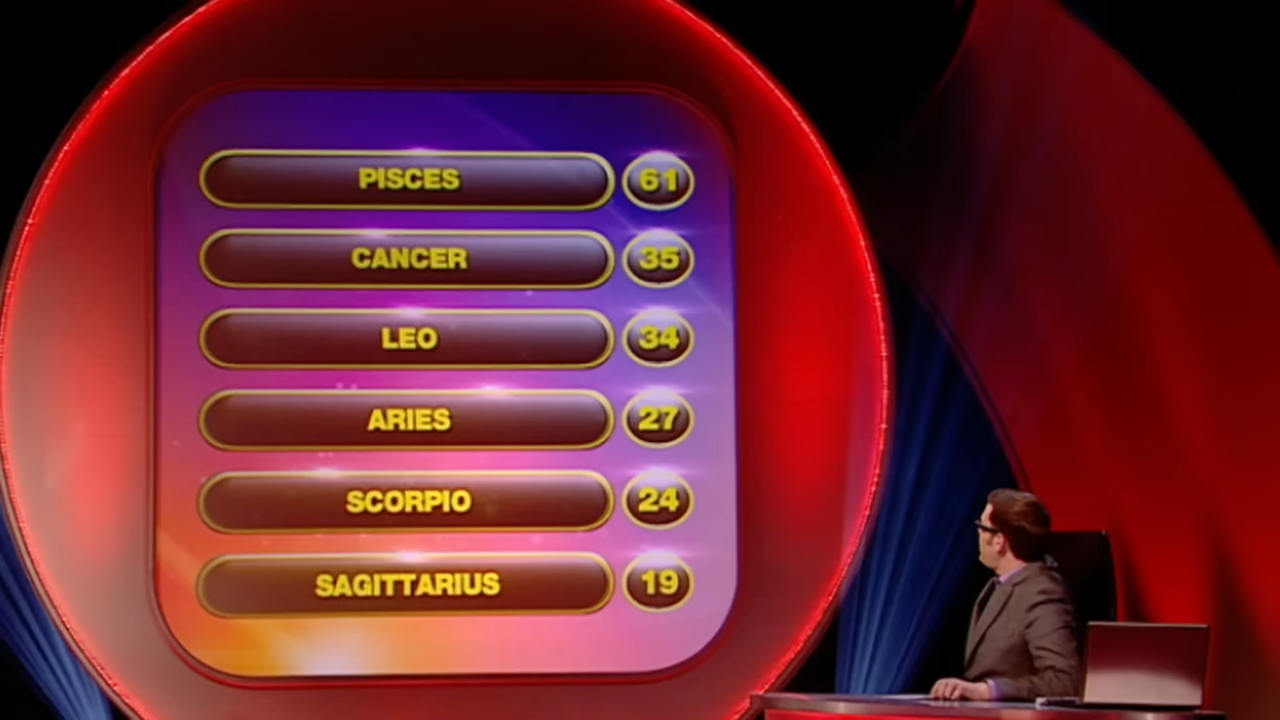 PISCES 61
CANCER 35
LEO 34
ARIES 27
SCORPIO 24
SAGITTARIUS 19